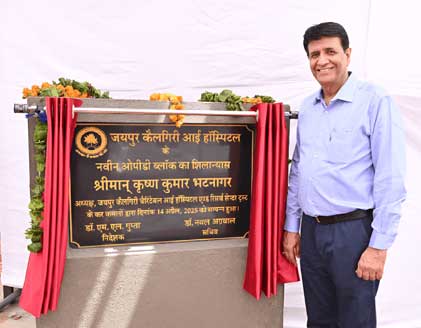 जयपुर कैलगिरी आई हॉस्पिटल
के
नवीन ओपीडी ब्लॉक का शिलान्यास
श्रीमान् कृष्ण कुमार भटनागर
अध्यक्ष, जयपुर कैलगिरी चैरिटेबल आई हॉस्पिटल एण्ड रिसर्च सेन्टर ट्रस्ट
के कर कमलों द्वारा दिनांक 14 अप्रैल, 2025 को सम्पन्न हुआ।
डॉ. एम. एल. गुप्ता
निदेशक
डॉ. नवल अग्रवाल
सचिव